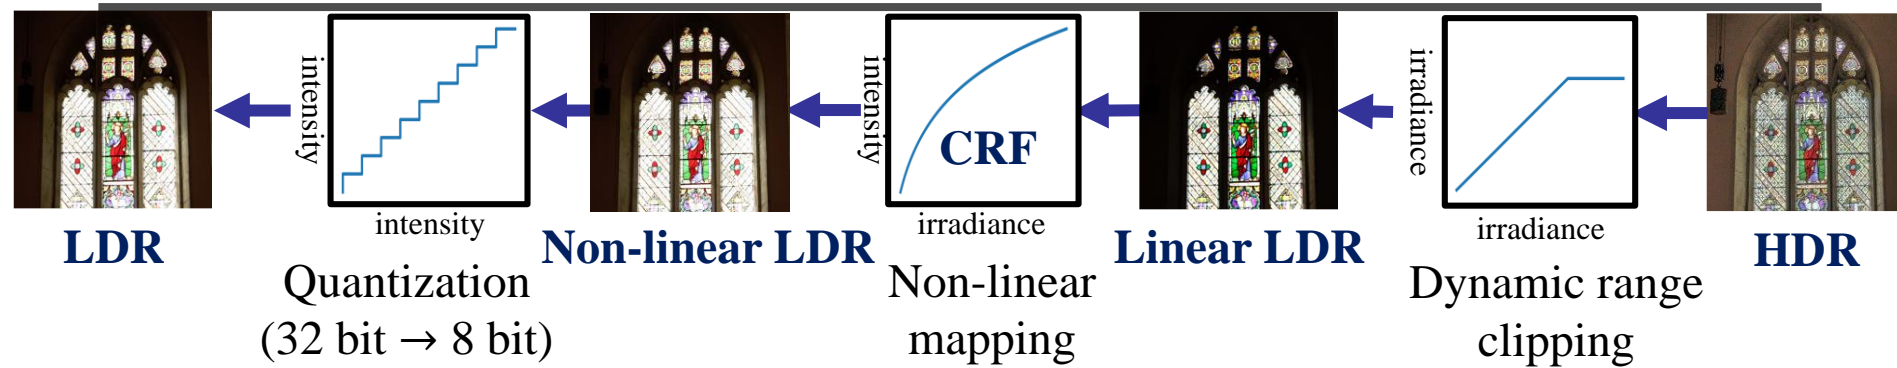 intensity
intensity
LDR
Quantization
(32 bit → 8 bit)
Non-linear LDR
intensity
CRF
irradiance
Non-linear
mapping
Linear LDR
irradiance
irradiance
Dynamic range
clipping
HDR